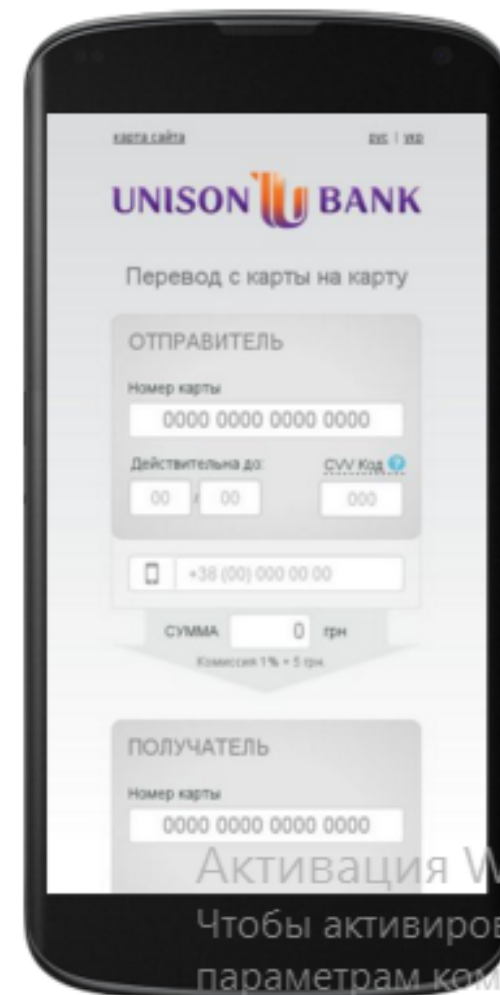 карта сайта рус | укр
UNISON BANK
Перевод с карты на карту
ОТПРАВИТЕЛЬ
Номер карты
0000 0000 0000 0000
Действительна до: CVV Код ?
00 / 00 000
+38 (00) 000 00 00
СУММА 0 грн
Комиссия 1% + 5 грн.
ПОЛУЧАТЕЛЬ
Номер карты
0000 0000 0000 0000
Активация W
Чтобы активиров
параметрам ком